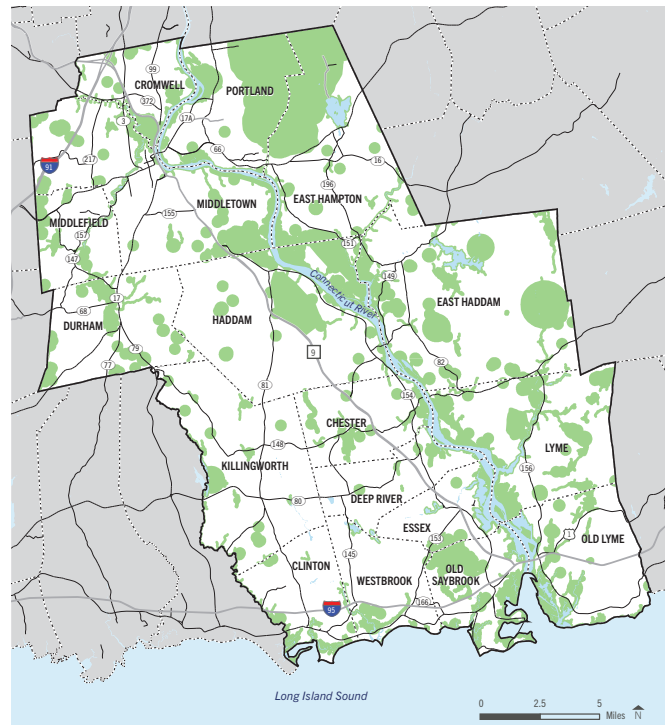 99
CROMWELL
372
PORTLAND
17A
3
66
217
91
16
196
MIDDLETOWN
EAST HAMPTON
155
MIDDLEFIELD
157
151
147
149
Connecticut River
17
EAST HADDAM
68
HADDAM
DURHAM
9
79
82
77
81
154
CHESTER
148
LYME
156
KILLINGWORTH
80
DEEP RIVER
ESSEX
1
153
OLD LYME
145
CLINTON
WESTBROOK
OLD
SAYBROOK
166
95
Long Island Sound
0 2.5 5
Miles N